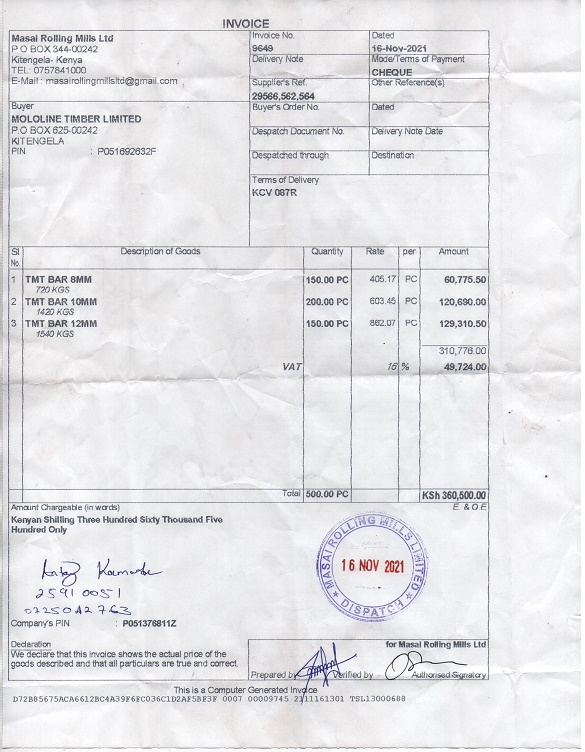 INVOICE
Masai Rolling Mills Ltd
P O BOX 344-00242
Kitengela- Kenya
TEL: 0757841000
E-Mail : masairollingmillsltd@gmail.com
Invoice No.
9649
Dated
16-Nov-2021
Delivery Note
Mode/Terms of Payment
CHEQUE
Supplier's Ref.
29566,562,564
Other Reference(s)
Buyer
MOLOLINE TIMBER LIMITED
P.O BOX 625-00242
KITENGELA
PIN : P051692632F
Buyer's Order No.
Dated
Despatch Document No.
Delivery Note Date
Despatched through
Destination
Terms of Delivery
KCV 087R
Sl No. Description of Goods Quantity Rate per Amount
1 TMT BAR 8MM 150.00 PC 405.17 PC 60,775.50
720 KGS
2 TMT BAR 10MM 200.00 PC 603.45 PC 120,690.00
1420 KGS
3 TMT BAR 12MM 150.00 PC 862.07 PC 129,310.50
1540 KGS
310,776.00
VAT 16 % 49,724.00
Total 500.00 PC KSh 360,500.00
Amount Chargeable (in words) E. & O.E
Kenyan Shilling Three Hundred Sixty Thousand Five
Hundred Only
2591 0051
Company's PIN : P051376811Z
MASAI ROLLING MILLS LIMITED
16 NOV 2021
DISPATCH
Declaration
We declare that this invoice shows the actual price of the
goods described and that all particulars are true and correct.
for Masai Rolling Mills Ltd
Prepared by Verified by Authorised Signatory
This is a Computer Generated Invoice
D72B85675ACA6612BC4A39F6FC036C1D2AF5BF3F 0007 00009745 2111161301 TSL13000688